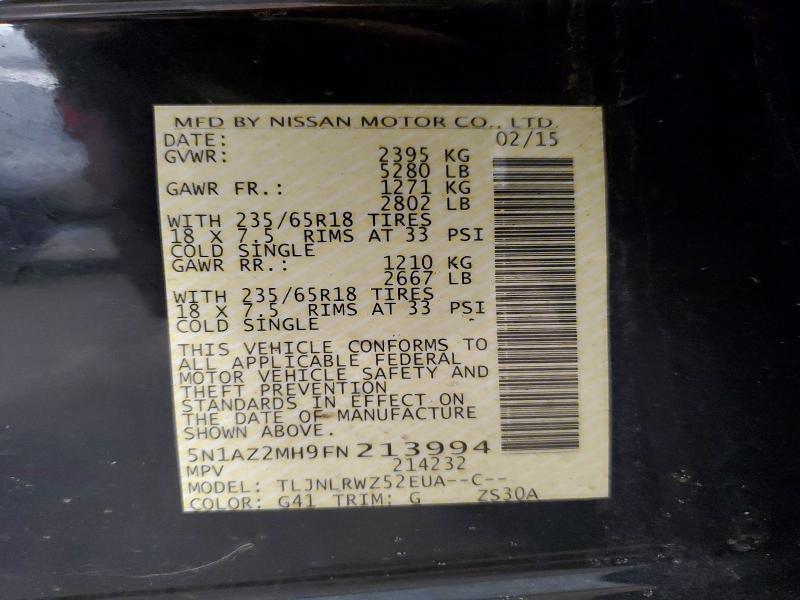 MFD BY NISSAN MOTOR CO., LTD.
DATE: 02/15
GVWR: 2395 KG
5280 LB
GAWR FR.: 1271 KG
2802 LB
WITH 235/65R18 TIRES
18 X 7.5 RIMS AT 33 PSI
COLD SINGLE
GAWR RR.: 1210 KG
2667 LB
WITH 235/65R18 TIRES
18 X 7.5 RIMS AT 33 PSI
COLD SINGLE
THIS VEHICLE CONFORMS TO
ALL APPLICABLE FEDERAL
MOTOR VEHICLE SAFETY AND
THEFT PREVENTION
STANDARDS IN EFFECT ON
THE DATE OF MANUFACTURE
SHOWN ABOVE.
5N1AZ2MH9FN213994
MPV 214232
MODEL: TLJNLRWZ52EUA--C--
COLOR: G41 TRIM: G ZS30A